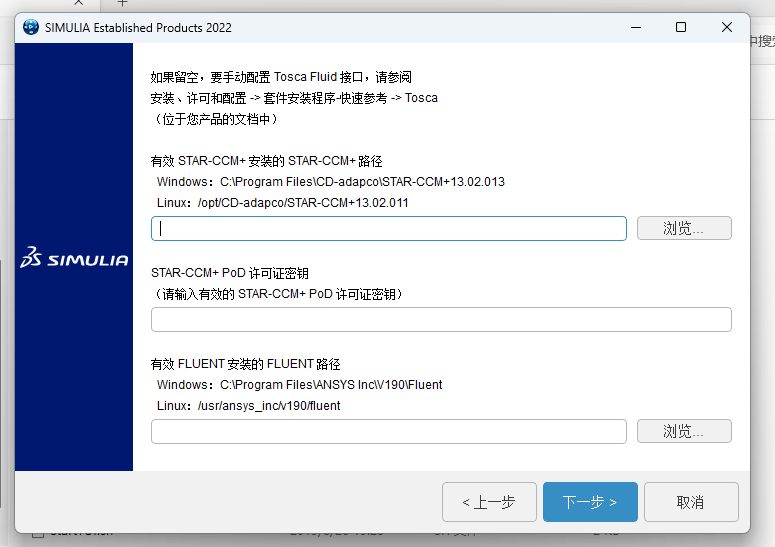 SIMULIA Established Products 2022
如果留空，要手动配置 Tosca Fluid 接口，请参阅
安装、许可和配置 -> 套件安装程序-快速参考 -> Tosca
（位于您产品的文档中）
有效 STAR-CCM+ 安装的 STAR-CCM+ 路径
Windows：C:\Program Files\CD-adapco\STAR-CCM+13.02.013
Linux：/opt/CD-adapco/STAR-CCM+13.02.011
浏览...
SIMULIA
STAR-CCM+ PoD 许可证密钥
（请输入有效的 STAR-CCM+ PoD 许可证密钥）
有效 FLUENT 安装的 FLUENT 路径
Windows：C:\Program Files\ANSYS Inc\V190\Fluent
Linux：/usr/ansys_inc/v190/fluent
浏览...
< 上一步
下一步 >
取消